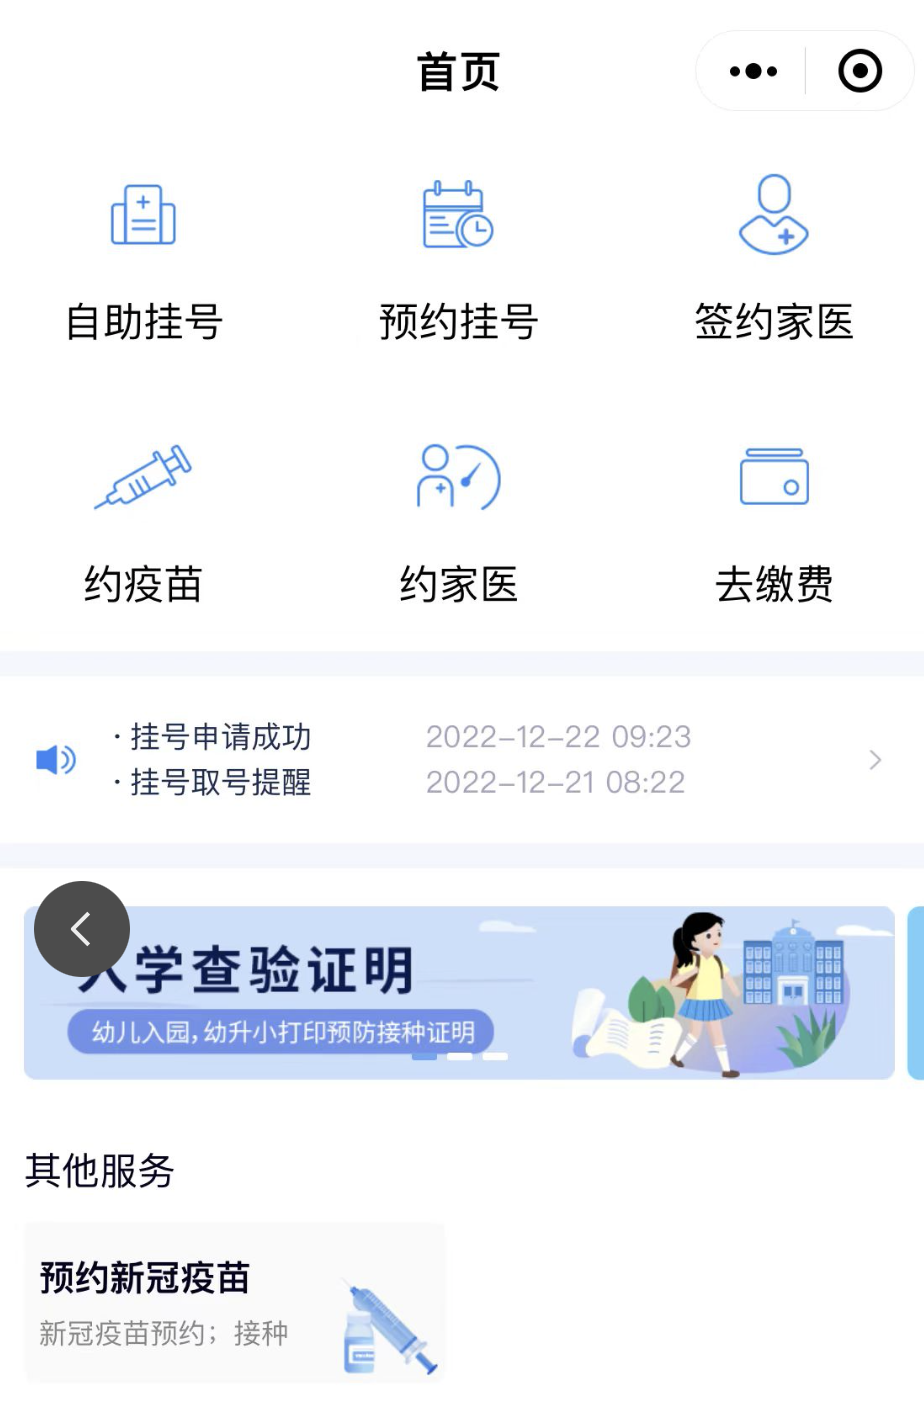 首页
自助挂号 预约挂号 签约家医
约疫苗 约家医 去缴费
· 挂号申请成功 2022-12-22 09:23
· 挂号取号提醒 2022-12-21 08:22
入学查验证明
幼儿入园,幼升小打印预防接种证明
其他服务
预约新冠疫苗
新冠疫苗预约；接种